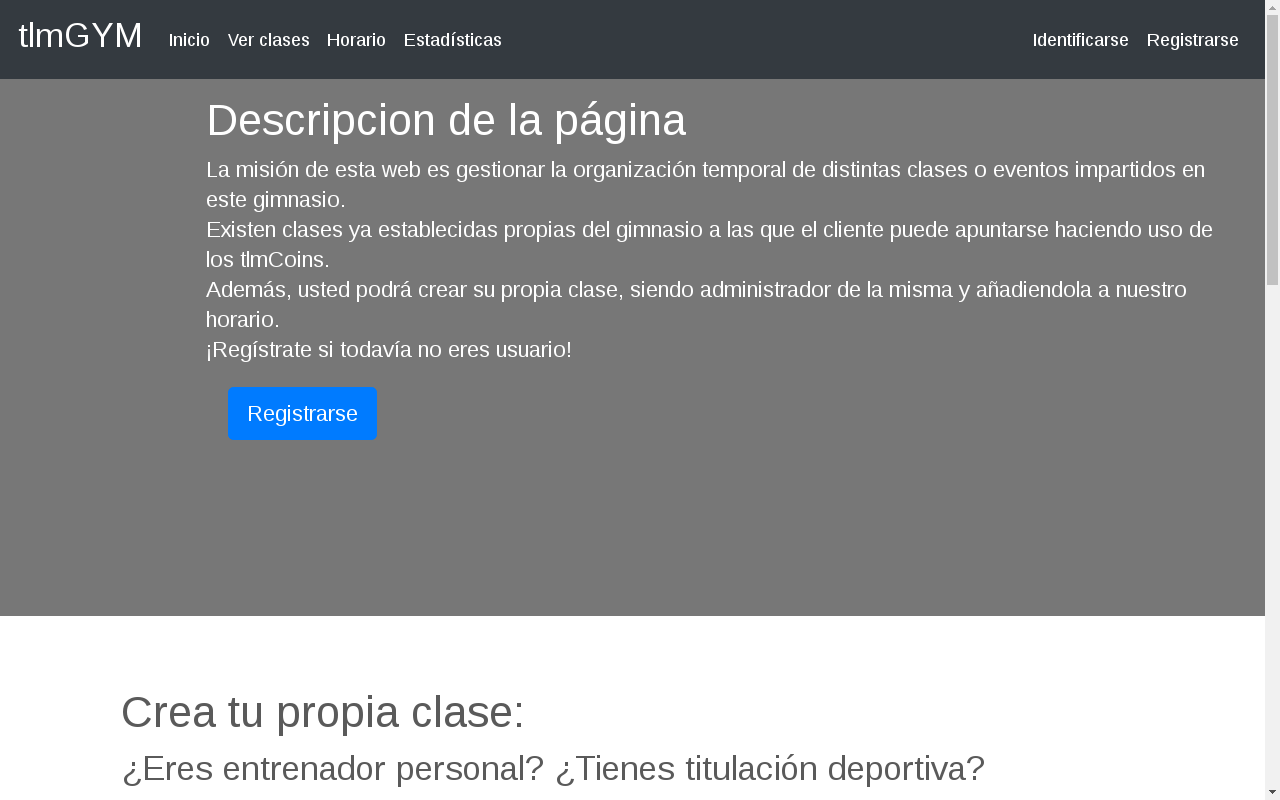 tlmGYM
Inicio
Ver clases
Horario
Estadísticas
Identificarse
Registrarse
Descripcion de la página
La misión de esta web es gestionar la organización temporal de distintas clases o eventos impartidos en
este gimnasio.
Existen clases ya establecidas propias del gimnasio a las que el cliente puede apuntarse haciendo uso de
los tlmCoins.
Además, usted podrá crear su propia clase, siendo administrador de la misma y añadiendola a nuestro
horario.
¡Regístrate si todavía no eres usuario!
Registrarse
Crea tu propia clase:
¿Eres entrenador personal? ¿Tienes titulación deportiva?